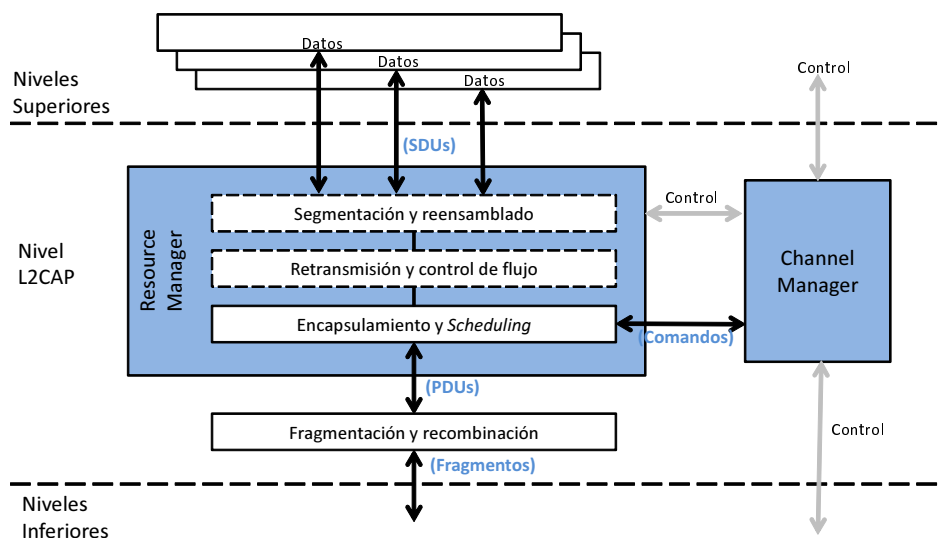 Datos
Datos
Datos
Niveles
Superiores
Control
(SDUs)
Nivel
L2CAP
Resource
Manager
Segmentación y reensamblado
Retransmisión y control de flujo
Encapsulamiento y Scheduling
Control
Channel
Manager
(Comandos)
(PDUs)
Fragmentación y recombinación
Control
(Fragmentos)
Niveles
Inferiores